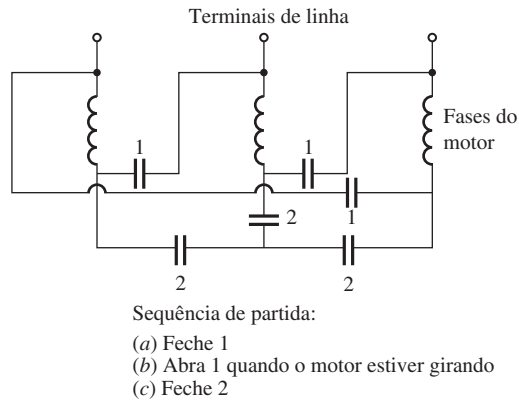 Terminais de linha
Fases do
motor
1
1
2
1
2
2
Sequência de partida:
(a) Feche 1
(b) Abra 1 quando o motor estiver girando
(c) Feche 2